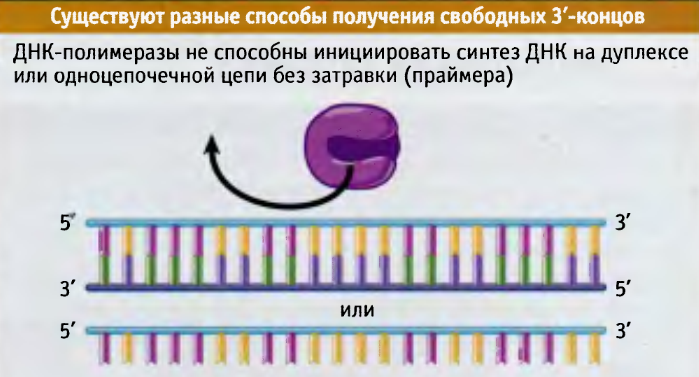 Существуют разные способы получения свободных 3′-концов
ДНК-полимеразы не способны инициировать синтез ДНК на дуплексе
или одноцепочечной цепи без затравки (праймера)
5′ 3′
3′ 5′
или
5′ 3′